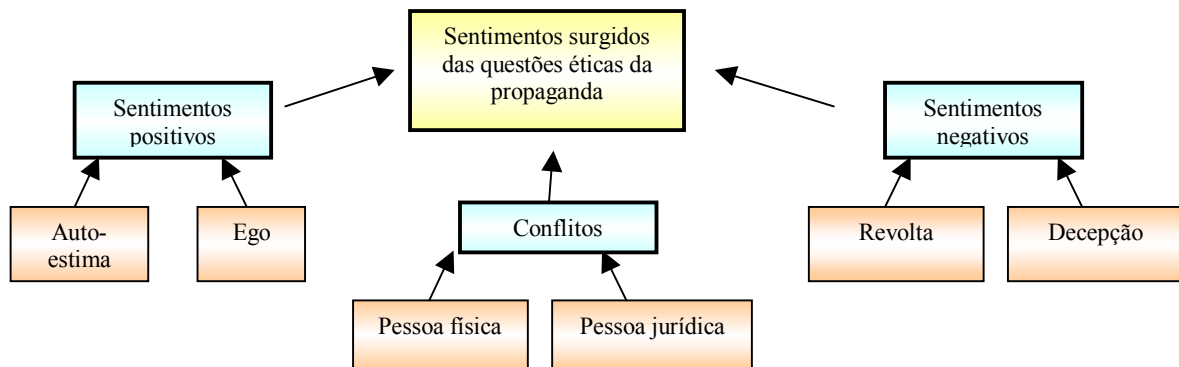 Sentimentos surgidos
das questões éticas da
propaganda
Sentimentos
positivos
Sentimentos
negativos
Auto-
estima
Ego
Conflitos
Revolta
Decepção
Pessoa física
Pessoa jurídica